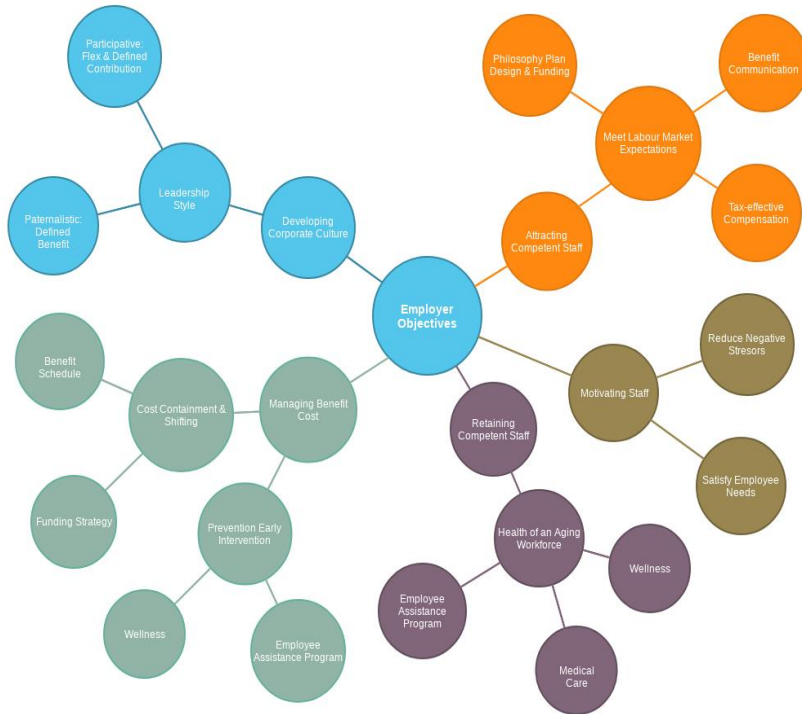 Participative:
Flex & Defined
Contribution
Leadership
Style
Paternalistic:
Defined
Benefit
Developing
Corporate Culture
Philosophy Plan
Design & Funding
Benefit
Communication
Meet Labour Market
Expectations
Tax-effective
Compensation
Attracting
Competent Staff
Employer
Objectives
Benefit
Schedule
Cost Containment &
Shifting
Managing Benefit
Cost
Funding Strategy
Prevention Early
Intervention
Wellness
Employee
Assistance Program
Retaining
Competent Staff
Health of an Aging
Workforce
Wellness
Employee
Assistance
Program
Medical
Care
Motivating Staff
Reduce Negative
Stresors
Satisfy Employee
Needs